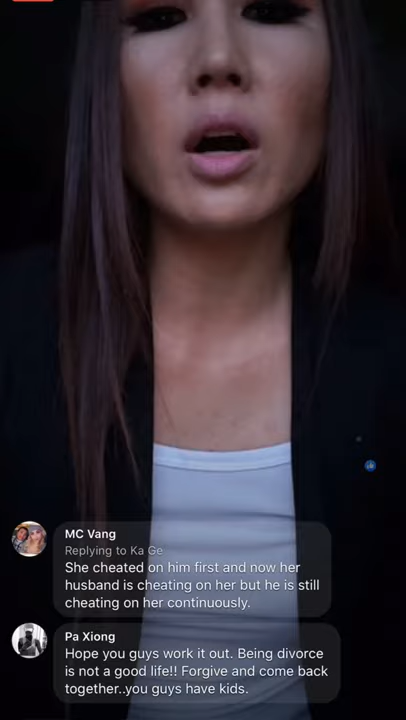 MC Vang
Replying to Ka Ge
She cheated on him first and now her
husband is cheating on her but he is still
cheating on her continuously.
Pa Xiong
Hope you guys work it out. Being divorce
is not a good life!! Forgive and come back
together..you guys have kids.